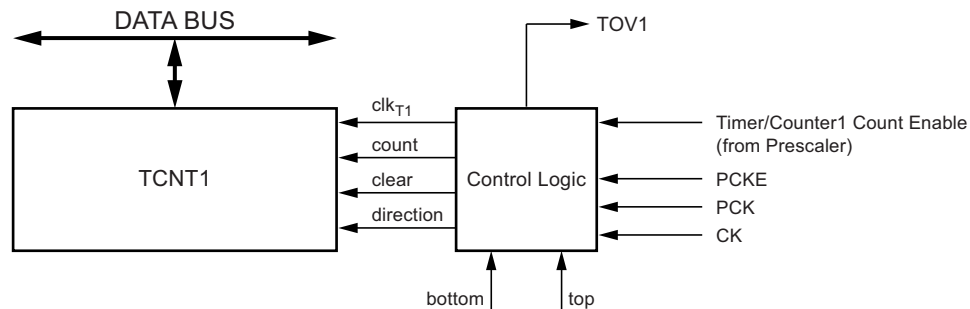 DATA BUS
TOV1
TCNT1
clkT1
count
clear
direction
Control Logic
Timer/Counter1 Count Enable
(from Prescaler)
PCKE
PCK
CK
bottom
top